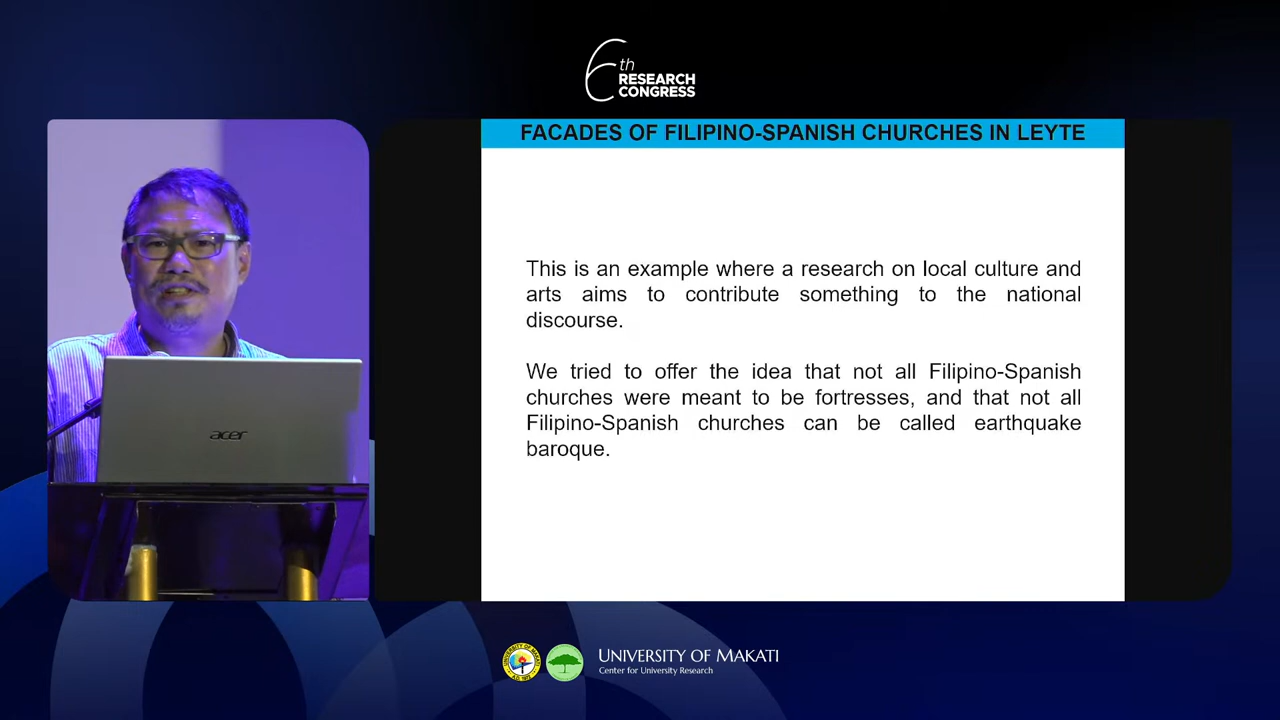 6th
RESEARCH
CONGRESS
FACADES OF FILIPINO-SPANISH CHURCHES IN LEYTE
This is an example where a research on local culture and
arts aims to contribute something to the national
discourse.
We tried to offer the idea that not all Filipino-Spanish
churches were meant to be fortresses, and that not all
Filipino-Spanish churches can be called earthquake
baroque.
acer
UNIVERSITY OF MAKATI
UNIVERSITY OF MAKATI
Center for University Research